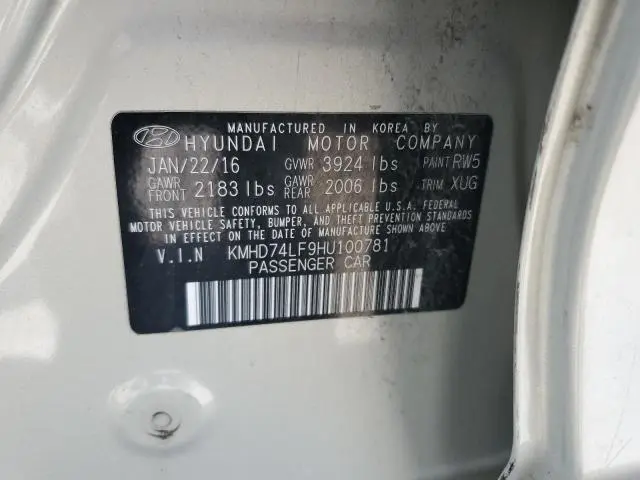 MANUFACTURED IN KOREA BY
HYUNDAI MOTOR COMPANY
JAN/22/16 GVWR 3924 lbs PAINT RW5
GAWR FRONT 2183 lbs GAWR REAR 2006 lbs TRIM XUG
THIS VEHICLE CONFORMS TO ALL APPLICABLE U.S.A. FEDERAL
MOTOR VEHICLE SAFETY, BUMPER, AND THEFT PREVENTION STANDARDS
IN EFFECT ON THE DATE OF MANUFACTURE SHOWN ABOVE.
V.I.N KMHD74LF9HU100781
PASSENGER CAR